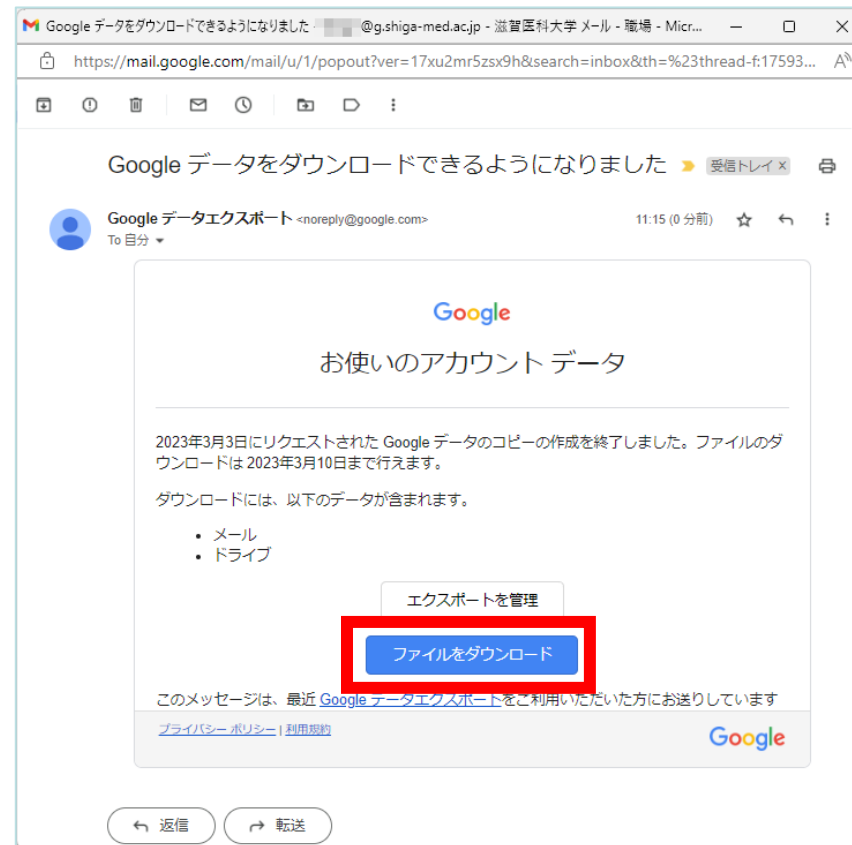 Google データをダウンロードできるようになりました - @g.shiga-med.ac.jp - 滋賀医科大学 メール - 職場 - Micr...
https://mail.google.com/mail/u/1/popout?ver=17xu2mr5zsx9h&search=inbox&th=%23thread-f:17593...
Google データをダウンロードできるようになりました 受信トレイ ×
Google データエクスポート <noreply@google.com> 11:15 (0 分前)
To 自分
Google
お使いのアカウント データ
2023年3月3日にリクエストされた Google データのコピーの作成を終了しました。ファイルのダ
ウンロードは 2023年3月10日まで行えます。
ダウンロードには、以下のデータが含まれます。
• メール
• ドライブ
エクスポートを管理
ファイルをダウンロード
このメッセージは、最近 Google データエクスポートをご利用いただいた方にお送りしています
プライバシー ポリシー | 利用規約
Google
返信 転送